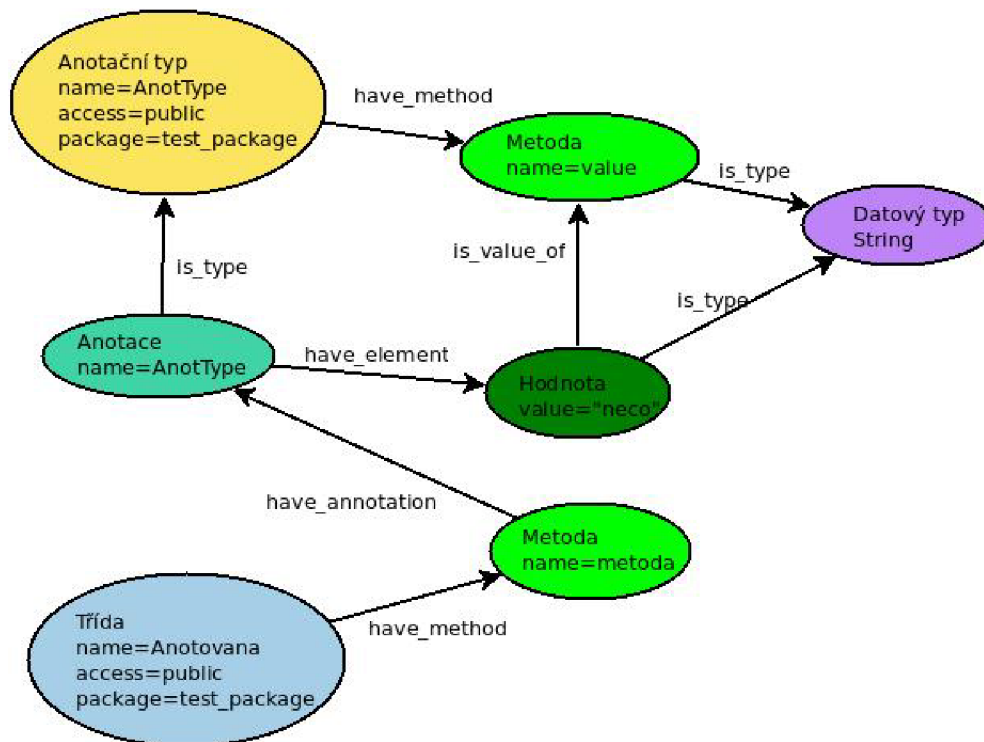 Anotační typ
name=AnotType
access=public
package=test_package
have_method
Metoda
name=value
is_type
Datový typ
String
is_type
is_value_of
is_type
Anotace
name=AnotType
have_element
Hodnota
value="neco"
have_annotation
Metoda
name=metoda
Třída
name=Anotovana
access=public
package=test_package
have_method